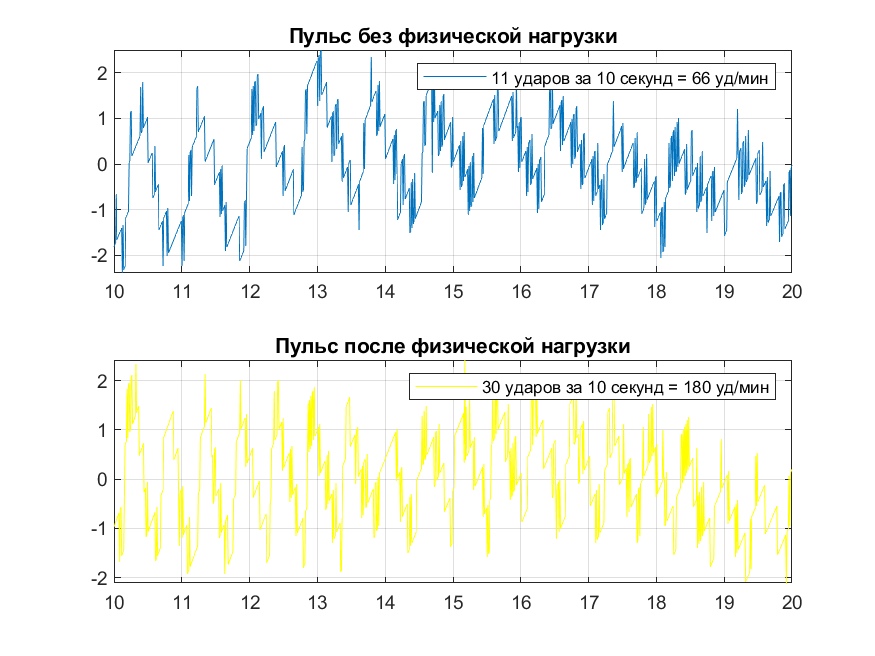 Пульс без физической нагрузки
11 ударов за 10 секунд = 66 уд/мин
2
1
0
-1
-2
10 11 12 13 14 15 16 17 18 19 20
Пульс после физической нагрузки
30 ударов за 10 секунд = 180 уд/мин
2
1
0
-1
-2
10 11 12 13 14 15 16 17 18 19 20